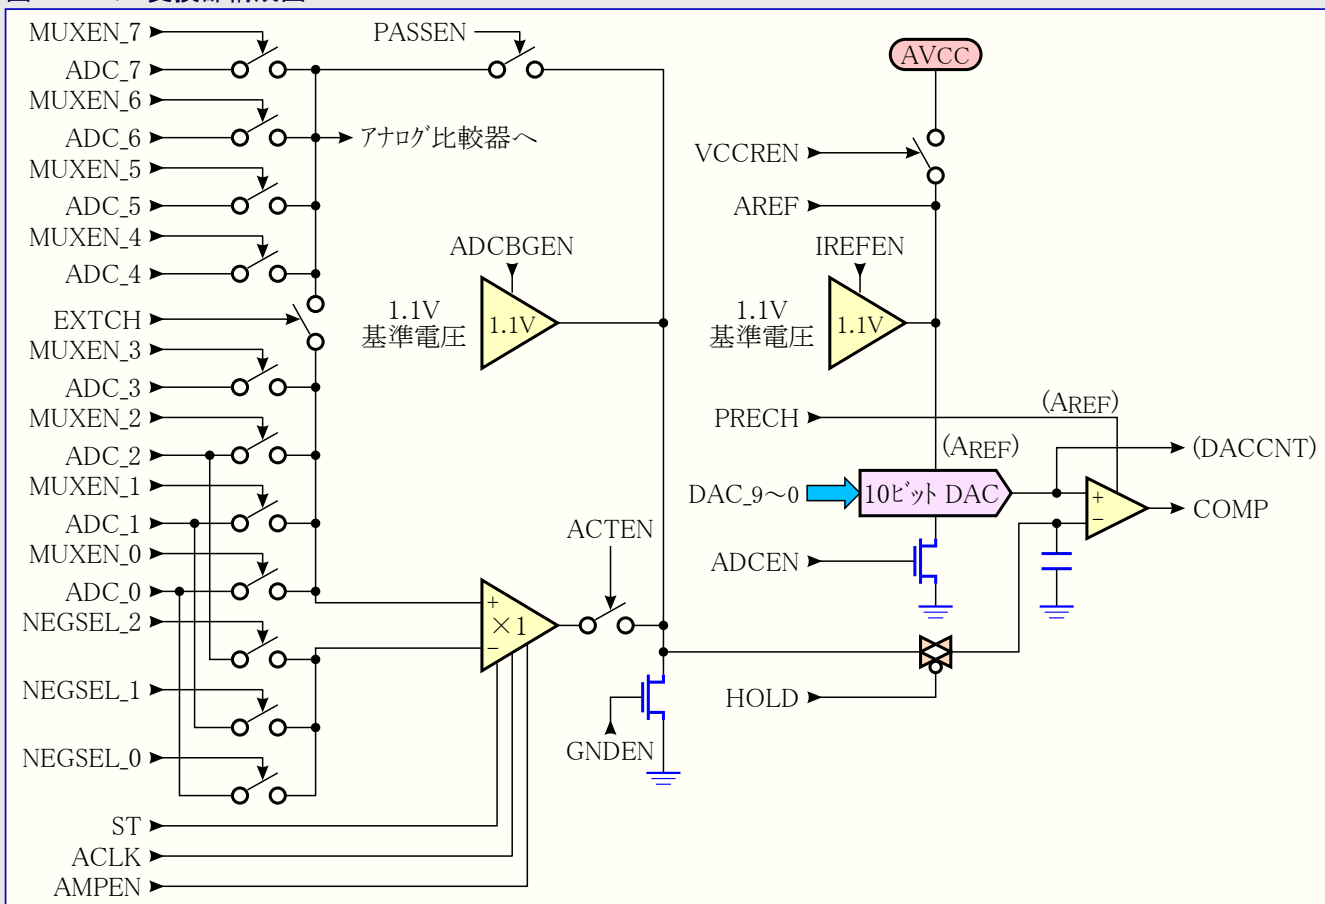 MUXEN_7
ADC_7
MUXEN_6
ADC_6
MUXEN_5
ADC_5
MUXEN_4
ADC_4
EXTCH
MUXEN_3
ADC_3
MUXEN_2
ADC_2
MUXEN_1
ADC_1
MUXEN_0
ADC_0
NEGSEL_2
NEGSEL_1
NEGSEL_0
ST
ACLK
AMPEN
PASSEN
アナログ比較器へ
ADCBGEN
1.1V
基準電圧
1.1V
ACTEN
+
×1
−
GNDEN
AVCC
VCCREN
AREF
IREFEN
1.1V
基準電圧
1.1V
PRECH
(AREF)
(AREF)
(DACCNT)
DAC_9～0
10ビット DAC
+
−
COMP
ADCEN
HOLD